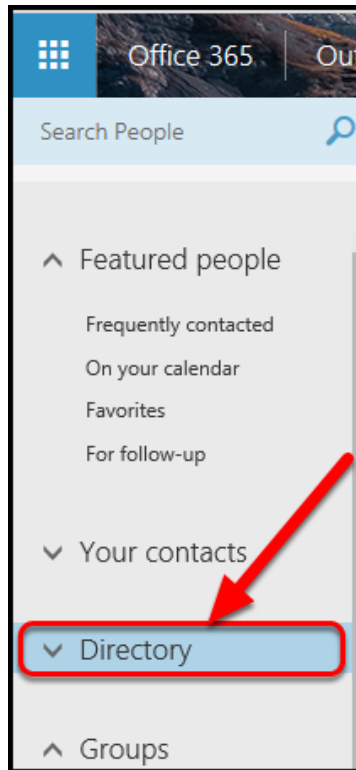 Office 365 Ou
Search People
Featured people
Frequently contacted
On your calendar
Favorites
For follow-up
Your contacts
Directory
Groups